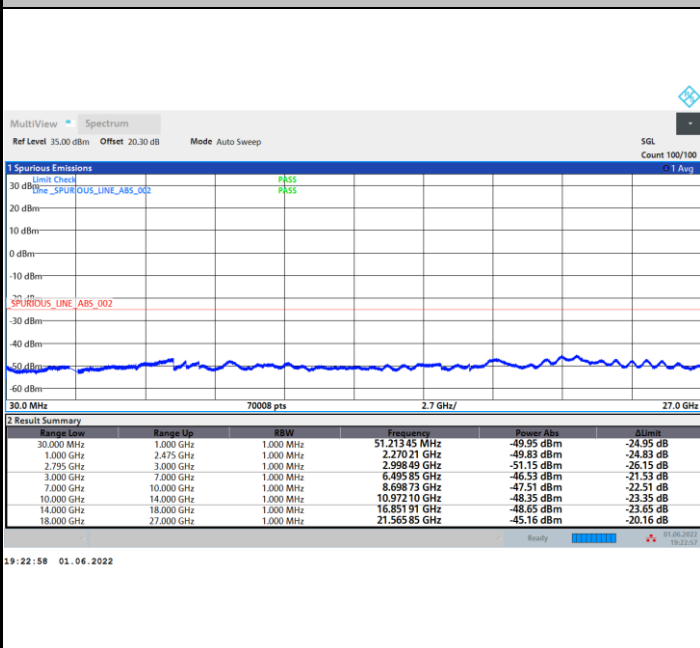 MultiView Spectrum
Ref Level 35.00 dBm Offset 20.30 dB Mode Auto Sweep SGL
Count 100/100
1 Spurious Emissions 1 Avg
Limit Check PASS
30 dBm
Line _SPURIOUS_LINE_ABS_002 PASS
20 dBm
10 dBm
0 dBm
-10 dBm
-20 dBm
_SPURIOUS_LINE_ABS_002
-30 dBm
-40 dBm
-50 dBm
-60 dBm
30.0 MHz 70008 pts 2.7 GHz/ 27.0 GHz
2 Result Summary
Range Low Range Up RBW Frequency Power Abs ΔLimit
30.000 MHz 1.000 GHz 1.000 MHz 51.21345 MHz -49.95 dBm -24.95 dB
1.000 GHz 2.475 GHz 1.000 MHz 2.27021 GHz -49.83 dBm -24.83 dB
2.795 GHz 3.000 GHz 1.000 MHz 2.99849 GHz -51.15 dBm -26.15 dB
3.000 GHz 7.000 GHz 1.000 MHz 6.49585 GHz -46.53 dBm -21.53 dB
7.000 GHz 10.000 GHz 1.000 MHz 8.69873 GHz -47.51 dBm -22.51 dB
10.000 GHz 14.000 GHz 1.000 MHz 10.97210 GHz -48.35 dBm -23.35 dB
14.000 GHz 18.000 GHz 1.000 MHz 16.85191 GHz -48.65 dBm -23.65 dB
18.000 GHz 27.000 GHz 1.000 MHz 21.56585 GHz -45.16 dBm -20.16 dB
Ready 01.06.2022
19:22:57
19:22:58 01.06.2022